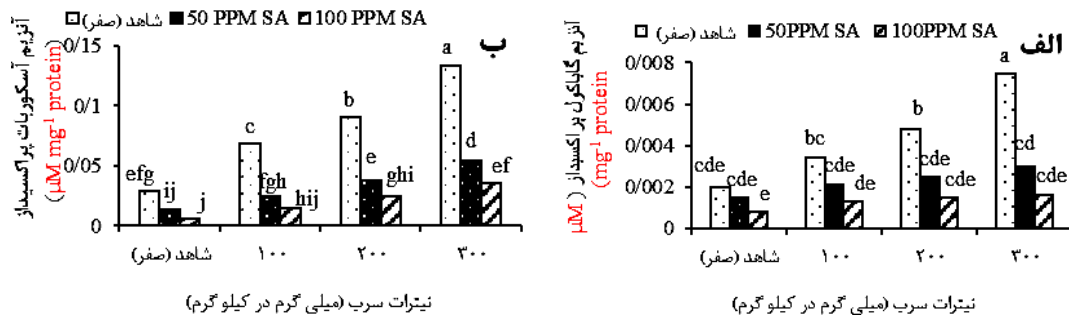 شاهد (صفر) 50PPM SA 100PPM SA
الف
آنزیم گایاکول پراکسیداز (µM
mg⁻¹ protein)
0/008
0/006
0/004
0/002
0
cde cde e
bc cde de
b cde cde
a cd cde
شاهد (صفر) ۱۰۰ ۲۰۰ ۳۰۰
نیترات سرب (میلی گرم در کیلو گرم)
شاهد (صفر) 50 PPM SA 100 PPM SA
ب
آنزیم آسکوربات پراکسیداز
(µM mg⁻¹ protein)
0/15
0/1
0/05
0
efg ij j
c fgh hij
b e ghi
a d ef
شاهد (صفر) ۱۰۰ ۲۰۰ ۳۰۰
نیترات سرب (میلی گرم در کیلو گرم)